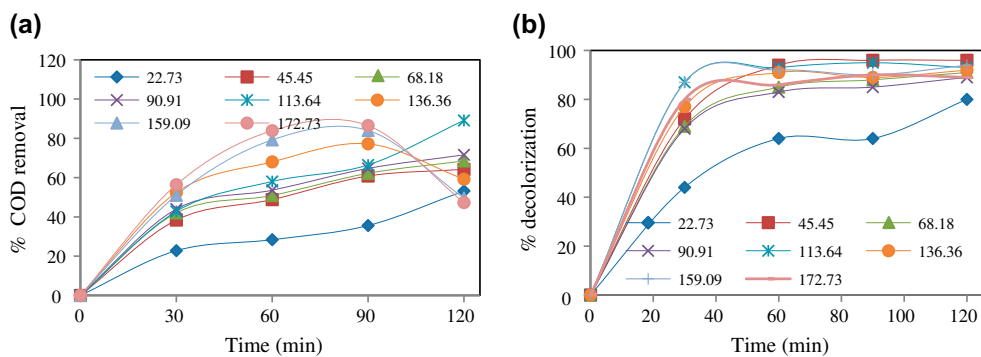 (a)
% COD removal
120
100
80
60
40
20
0
22.73 45.45 68.18
90.91 113.64 136.36
159.09 172.73
0 30 60 90 120
Time (min)
(b)
% decolorization
100
80
60
40
20
0
22.73 45.45 68.18
90.91 113.64 136.36
159.09 172.73
0 20 40 60 80 100 120
Time (min)